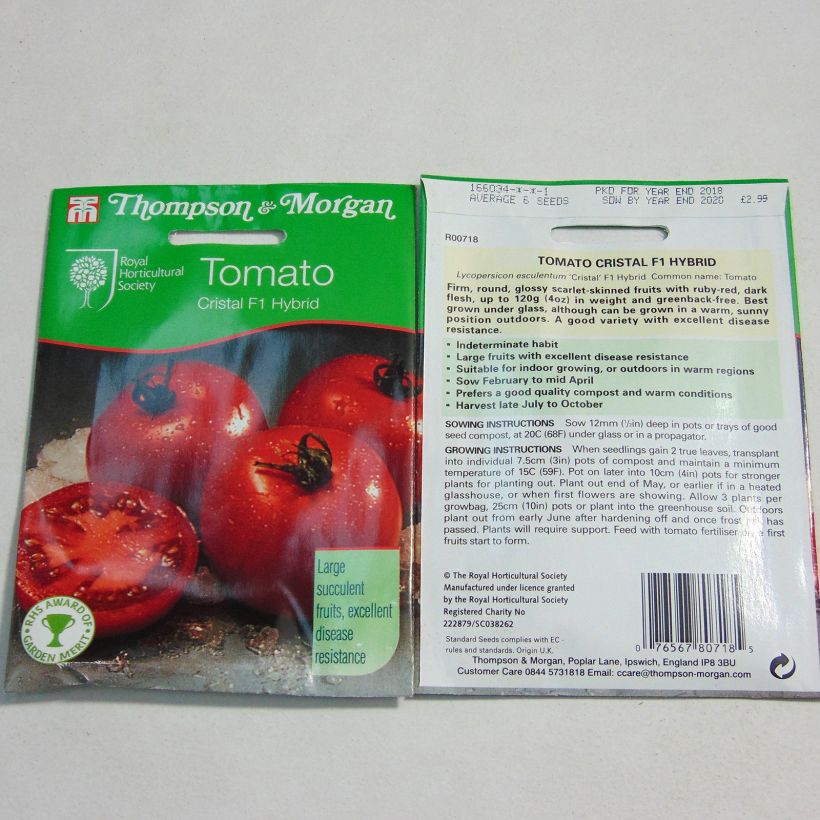 Thompson & Morgan
Royal
Horticultural
Society
Tomato
Cristal F1 Hybrid
Large
succulent
fruits, excellent
disease
resistance
RHS AWARD OF
GARDEN MERIT
166034-*-*-1 PKD FOR YEAR END 2018
AVERAGE 6 SEEDS SOW BY YEAR END 2020 £2.99
R00718
TOMATO CRISTAL F1 HYBRID
Lycopersicon esculentum 'Cristal' F1 Hybrid Common name: Tomato
Firm, round, glossy scarlet-skinned fruits with ruby-red, dark
flesh, up to 120g (4oz) in weight and greenback-free. Best
grown under glass, although can be grown in a warm, sunny
position outdoors. A good variety with excellent disease
resistance.
▪ Indeterminate habit
▪ Large fruits with excellent disease resistance
▪ Suitable for indoor growing, or outdoors in warm regions
▪ Sow February to mid April
▪ Prefers a good quality compost and warm conditions
▪ Harvest late July to October
SOWING INSTRUCTIONS Sow 12mm (½in) deep in pots or trays of good
seed compost, at 20C (68F) under glass or in a propagator.
GROWING INSTRUCTIONS When seedlings gain 2 true leaves, transplant
into individual 7.5cm (3in) pots of compost and maintain a minimum
temperature of 15C (59F). Pot on later into 10cm (4in) pots for stronger
plants for planting out. Plant out end of May, or earlier if in a heated
glasshouse, or when first flowers are showing. Allow 3 plants per
growbag, 25cm (10in) pots or plant into the greenhouse soil. Outdoors
plant out from early June after hardening off and once frost has
passed. Plants will require support. Feed with tomato fertiliser first
fruits start to form.
© The Royal Horticultural Society
Manufactured under licence granted
by the Royal Horticultural Society
Registered Charity No
222879/SC038262
Standard Seeds complies with EC -
rules and standards. Origin U.K.
0 76567 80718 5
Thompson & Morgan, Poplar Lane, Ipswich, England IP8 3BU
Customer Care 0844 5731818 Email: ccare@thompson-morgan.com